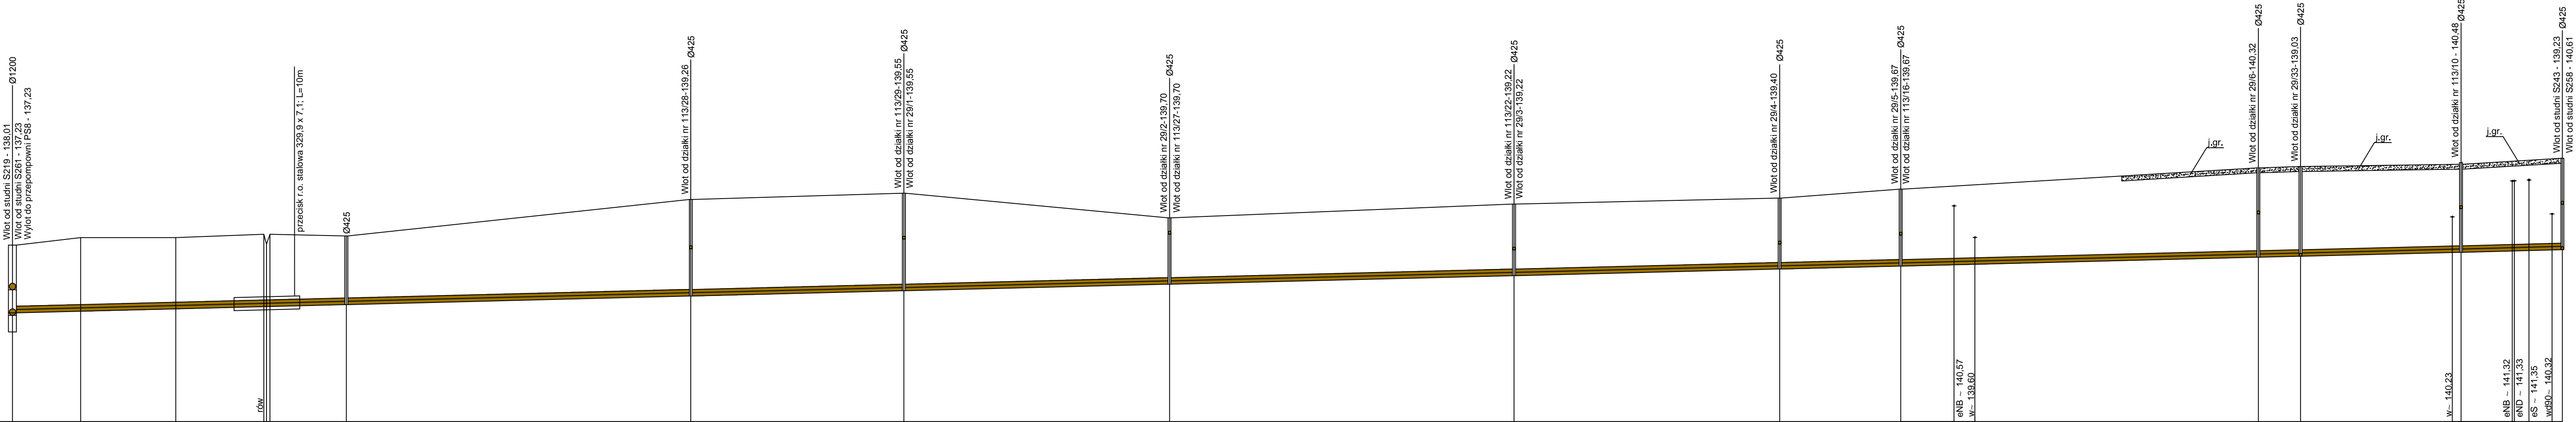 Ø1200
Wlot od studni S219 - 138,01
Wlot od studni S261 - 137,23
Wylot do przepompowni PS8 - 137,23
rów
przecisk r.o. stalowa 329,9 x 7,1; L=10m
Ø425
Ø425
Wlot od działki nr 113/28-139,26
Ø425
Wlot od działki nr 113/29-139,55
Wlot od działki nr 29/1-139,55
Ø425
Wlot od działki nr 29/2-139,70
Wlot od działki nr 113/27-139,70
Ø425
Wlot od działki nr 113/22-139,22
Wlot od działki nr 29/3-139,22
Ø425
Wlot od działki nr 29/4-139,40
Ø425
Wlot od działki nr 29/5-139,67
Wlot od działki nr 113/16-139,67
eNB ~ 140,57
w~ 139,60
j.gr.
Ø425
Wlot od działki nr 29/6-140,32
Ø425
Wlot od działki nr 29/33-139,03
j.gr.
w~ 140,23
Ø425
Wlot od działki nr 113/10 - 140,48
j.gr.
eNB ~ 141,32
eND ~ 141,33
eS ~ 141,35
wd90~ 140,32
Ø425
Wlot od studni S243 - 139,23
Wlot od studni S258 - 140,61